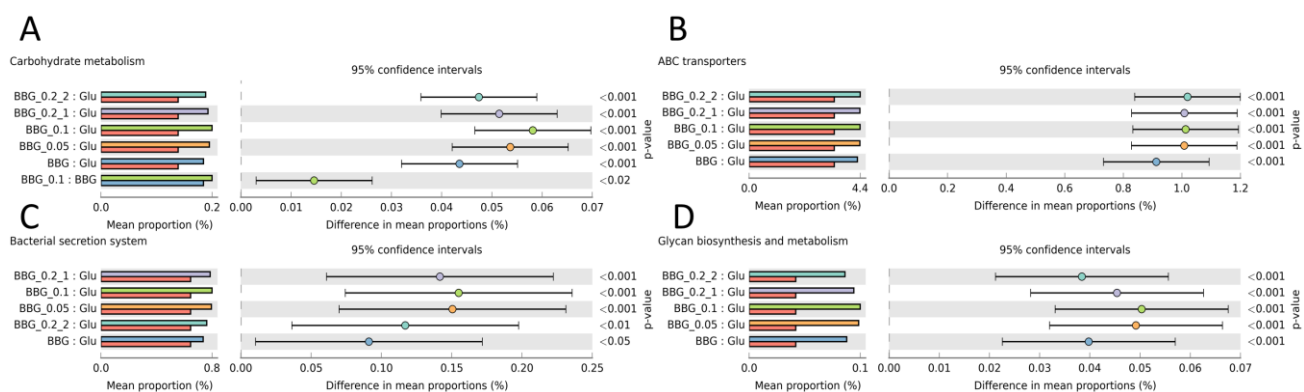 A
Carbohydrate metabolism
95% confidence intervals
BBG_0.2_2 : Glu
<0.001
BBG_0.2_1 : Glu
<0.001
BBG_0.1 : Glu
<0.001
BBG_0.05 : Glu
<0.001
BBG : Glu
<0.001
BBG_0.1 : BBG
<0.02
p-value
0.0 0.2
0.00 0.01 0.02 0.03 0.04 0.05 0.06 0.07
Mean proportion (%)
Difference in mean proportions (%)
B
ABC transporters
95% confidence intervals
BBG_0.2_2 : Glu
<0.001
BBG_0.2_1 : Glu
<0.001
BBG_0.1 : Glu
<0.001
BBG_0.05 : Glu
<0.001
BBG : Glu
<0.001
p-value
0.0 4.4
0.0 0.2 0.4 0.6 0.8 1.0 1.2
Mean proportion (%)
Difference in mean proportions (%)
C
Bacterial secretion system
95% confidence intervals
BBG_0.2_1 : Glu
<0.001
BBG_0.1 : Glu
<0.001
BBG_0.05 : Glu
<0.001
BBG_0.2_2 : Glu
<0.01
BBG : Glu
<0.05
p-value
0.0 0.8
0.00 0.05 0.10 0.15 0.20 0.25
Mean proportion (%)
Difference in mean proportions (%)
D
Glycan biosynthesis and metabolism
95% confidence intervals
BBG_0.2_2 : Glu
<0.001
BBG_0.2_1 : Glu
<0.001
BBG_0.1 : Glu
<0.001
BBG_0.05 : Glu
<0.001
BBG : Glu
<0.001
p-value
0.0 0.1
0.00 0.01 0.02 0.03 0.04 0.05 0.06 0.07
Mean proportion (%)
Difference in mean proportions (%)